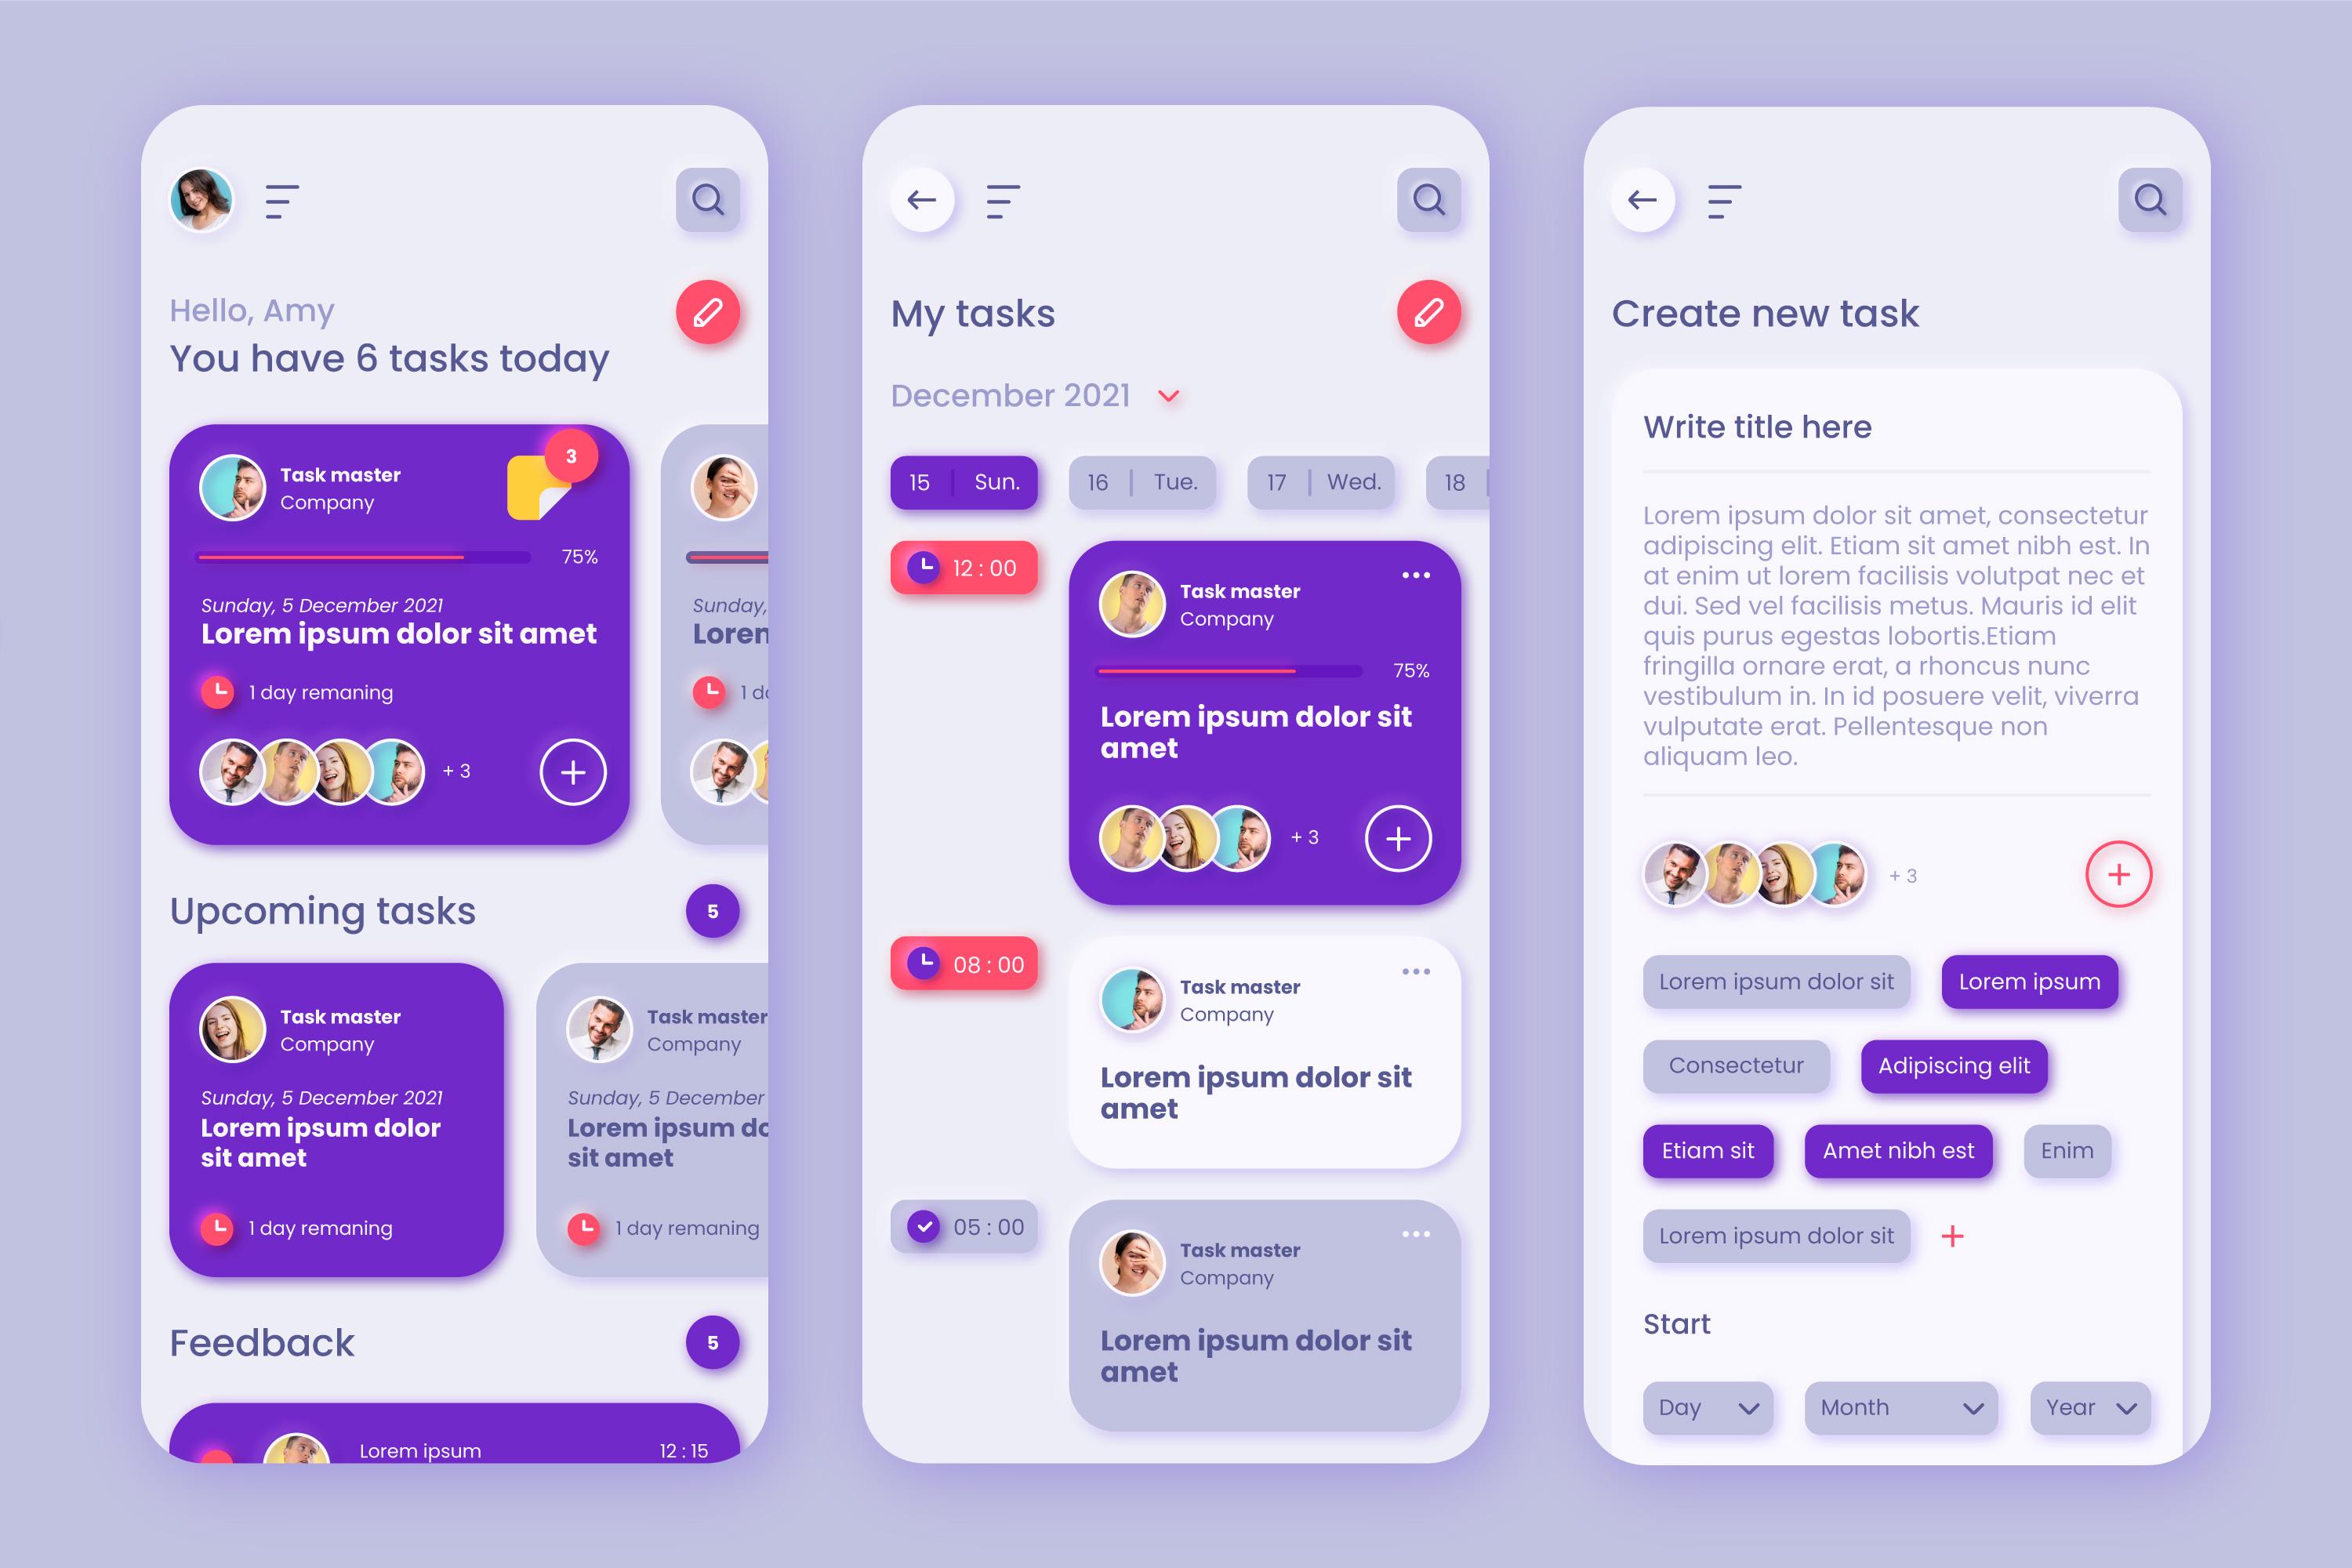 Hello, Amy
You have 6 tasks today
Task master
Company
3
75%
Sunday, 5 December 2021
Lorem ipsum dolor sit amet
1 day remaning
+ 3
Sunday,
Upcoming tasks
5
Task master
Company
Sunday, 5 December 2021
Lorem ipsum dolor
sit amet
1 day remaning
Task master
Company
Sunday, 5 December
Lorem ipsum
sit amet
1 day remaning
Feedback
5
Lorem ipsum
12 : 15
My tasks
December 2021
15 Sun.
16 Tue.
17 Wed.
18
12 : 00
Task master
Company
75%
Lorem ipsum dolor sit
amet
+ 3
08 : 00
Task master
Company
Lorem ipsum dolor sit
amet
05 : 00
Task master
Company
Lorem ipsum dolor sit
amet
Create new task
Write title here
Lorem ipsum dolor sit amet, consectetur
adipiscing elit. Etiam sit amet nibh est. In
at enim ut lorem facilisis volutpat nec et
dui. Sed vel facilisis metus. Mauris id elit
quis purus egestas lobortis.Etiam
fringilla ornare erat, a rhoncus nunc
vestibulum in. In id posuere velit, viverra
vulputate erat. Pellentesque non
aliquam leo.
+ 3
Lorem ipsum dolor sit
Lorem ipsum
Consectetur
Adipiscing elit
Etiam sit
Amet nibh est
Enim
Lorem ipsum dolor sit
Start
Day
Month
Year